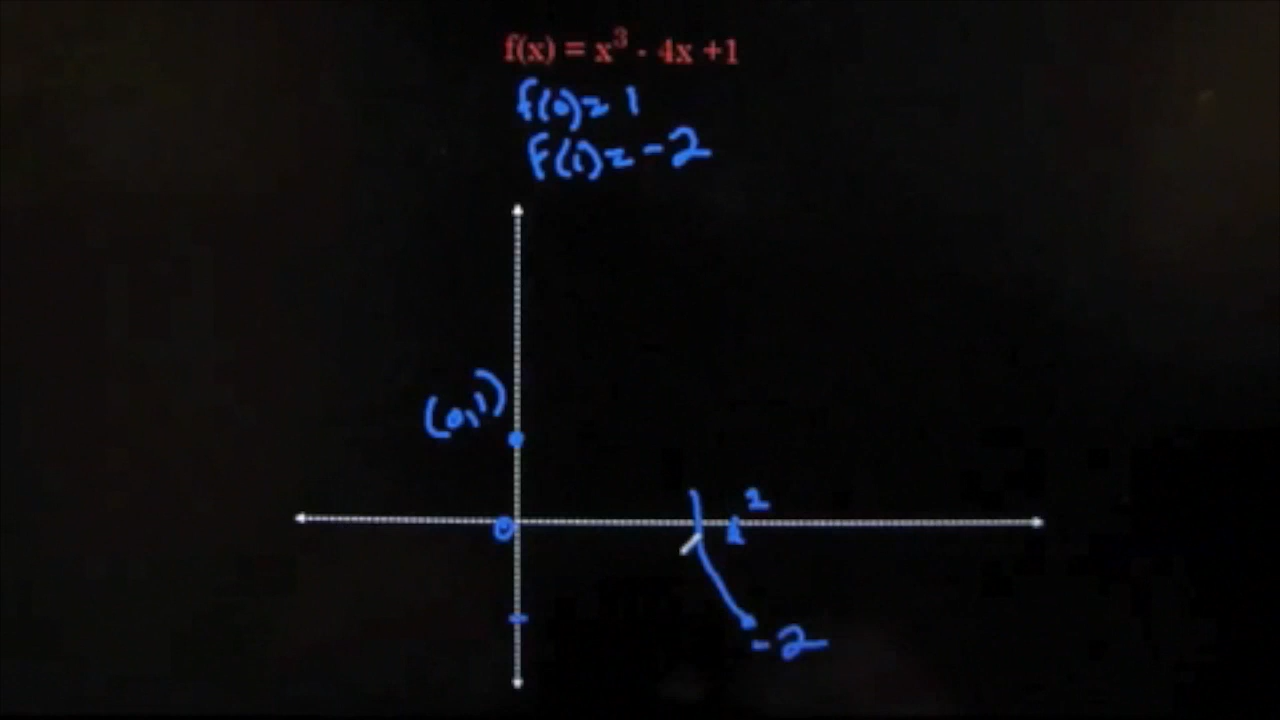 f(x) = x³ - 4x +1
f(0)= 1
f(1)= -2
(0,1)
2
0
-2